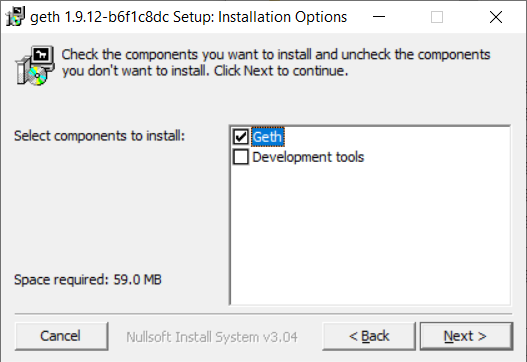 geth 1.9.12-b6f1c8dc Setup: Installation Options
Check the components you want to install and uncheck the components
you don't want to install. Click Next to continue.
Select components to install:
Geth
Development tools
Space required: 59.0 MB
Cancel
Nullsoft Install System v3.04
< Back
Next >